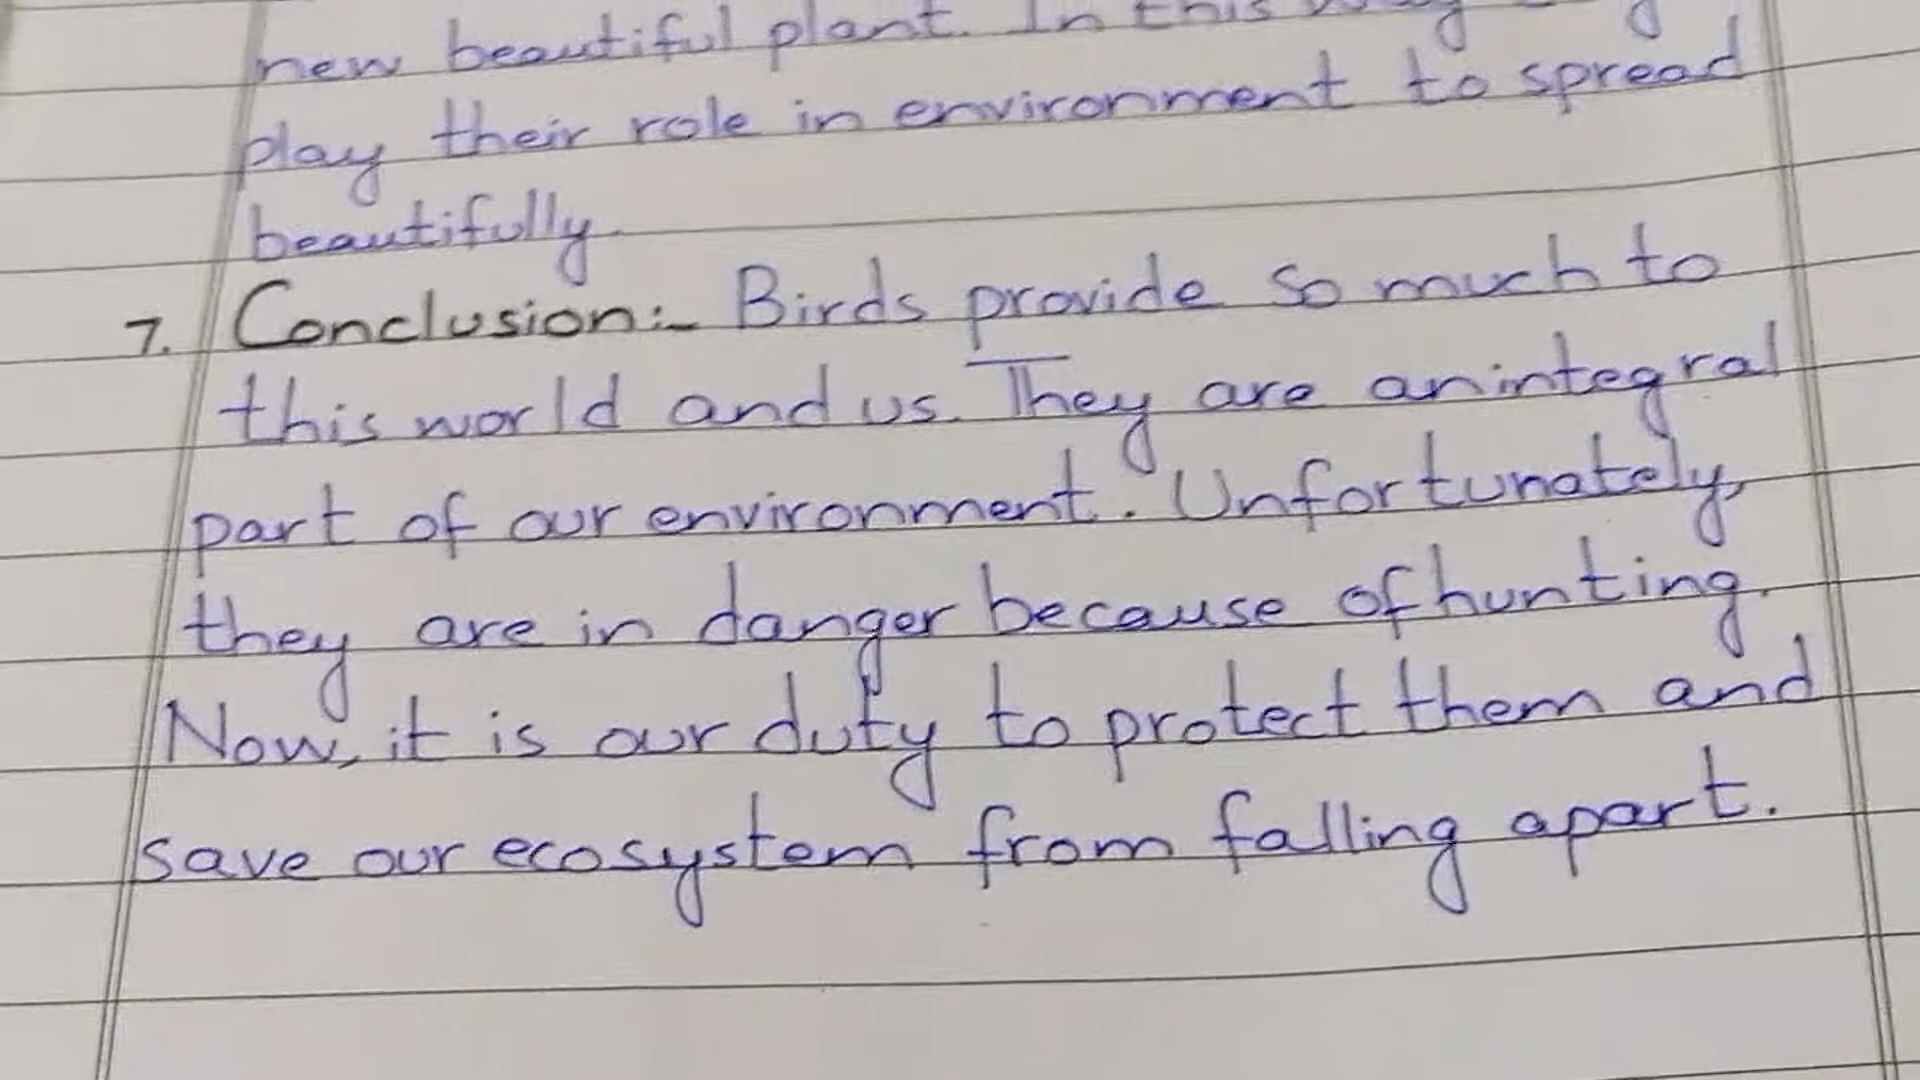 new beautiful plant. In this
play their role in environment to spread
beautifully.
7. Conclusion:- Birds provide so much to
this world and us. They are an integral
part of our environment. Unfortunately,
they are in danger because of hunting.
Now, it is our duty to protect them and
save our ecosystem from falling apart.